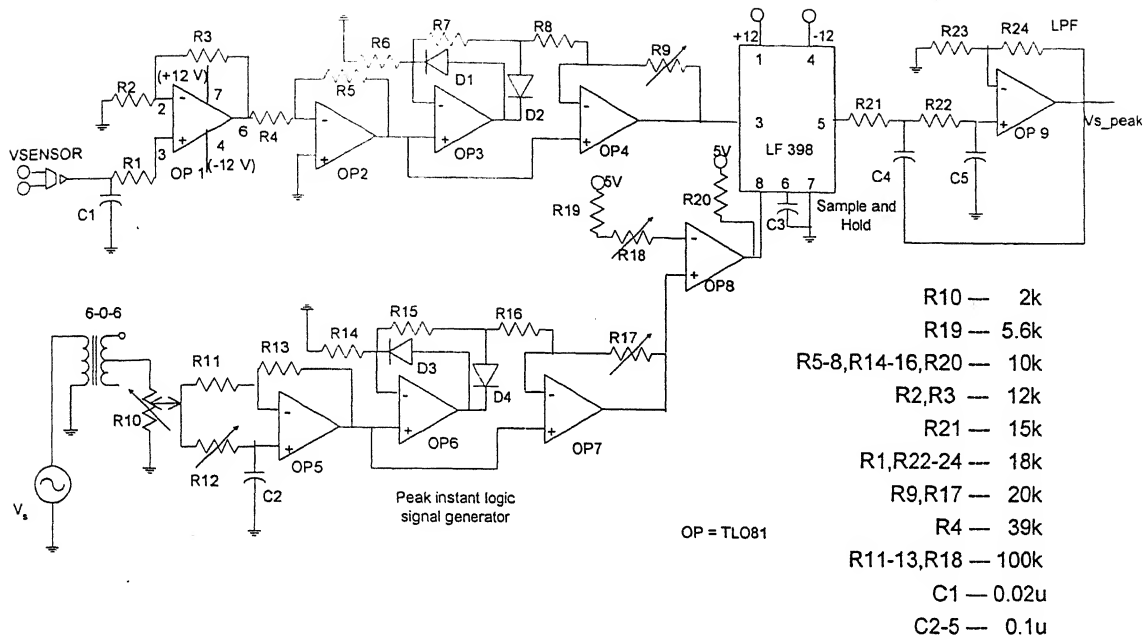 R3
(+12 V)
R2
2
7
6
3
4
(-12 V)
OP 1
VSENSOR
R1
C1
R4
R5
OP2
R6
R7
D1
D2
OP3
R8
R9
OP4
+12
-12
1
4
3
5
LF 398
8
6
7
C3
Sample and
Hold
R21
R22
C4
C5
R23
R24
LPF
OP 9
Vs_peak
5V
R19
R18
5V
R20
OP8
6-0-6
R10
R11
R12
C2
R13
OP5
R14
R15
D3
D4
OP6
R16
R17
OP7
Vs
Peak instant logic
signal generator
OP = TLO81
R10 — 2k
R19 — 5.6k
R5-8,R14-16,R20 — 10k
R2,R3 — 12k
R21 — 15k
R1,R22-24 — 18k
R9,R17 — 20k
R4 — 39k
R11-13,R18 — 100k
C1 — 0.02u
C2-5 — 0.1u